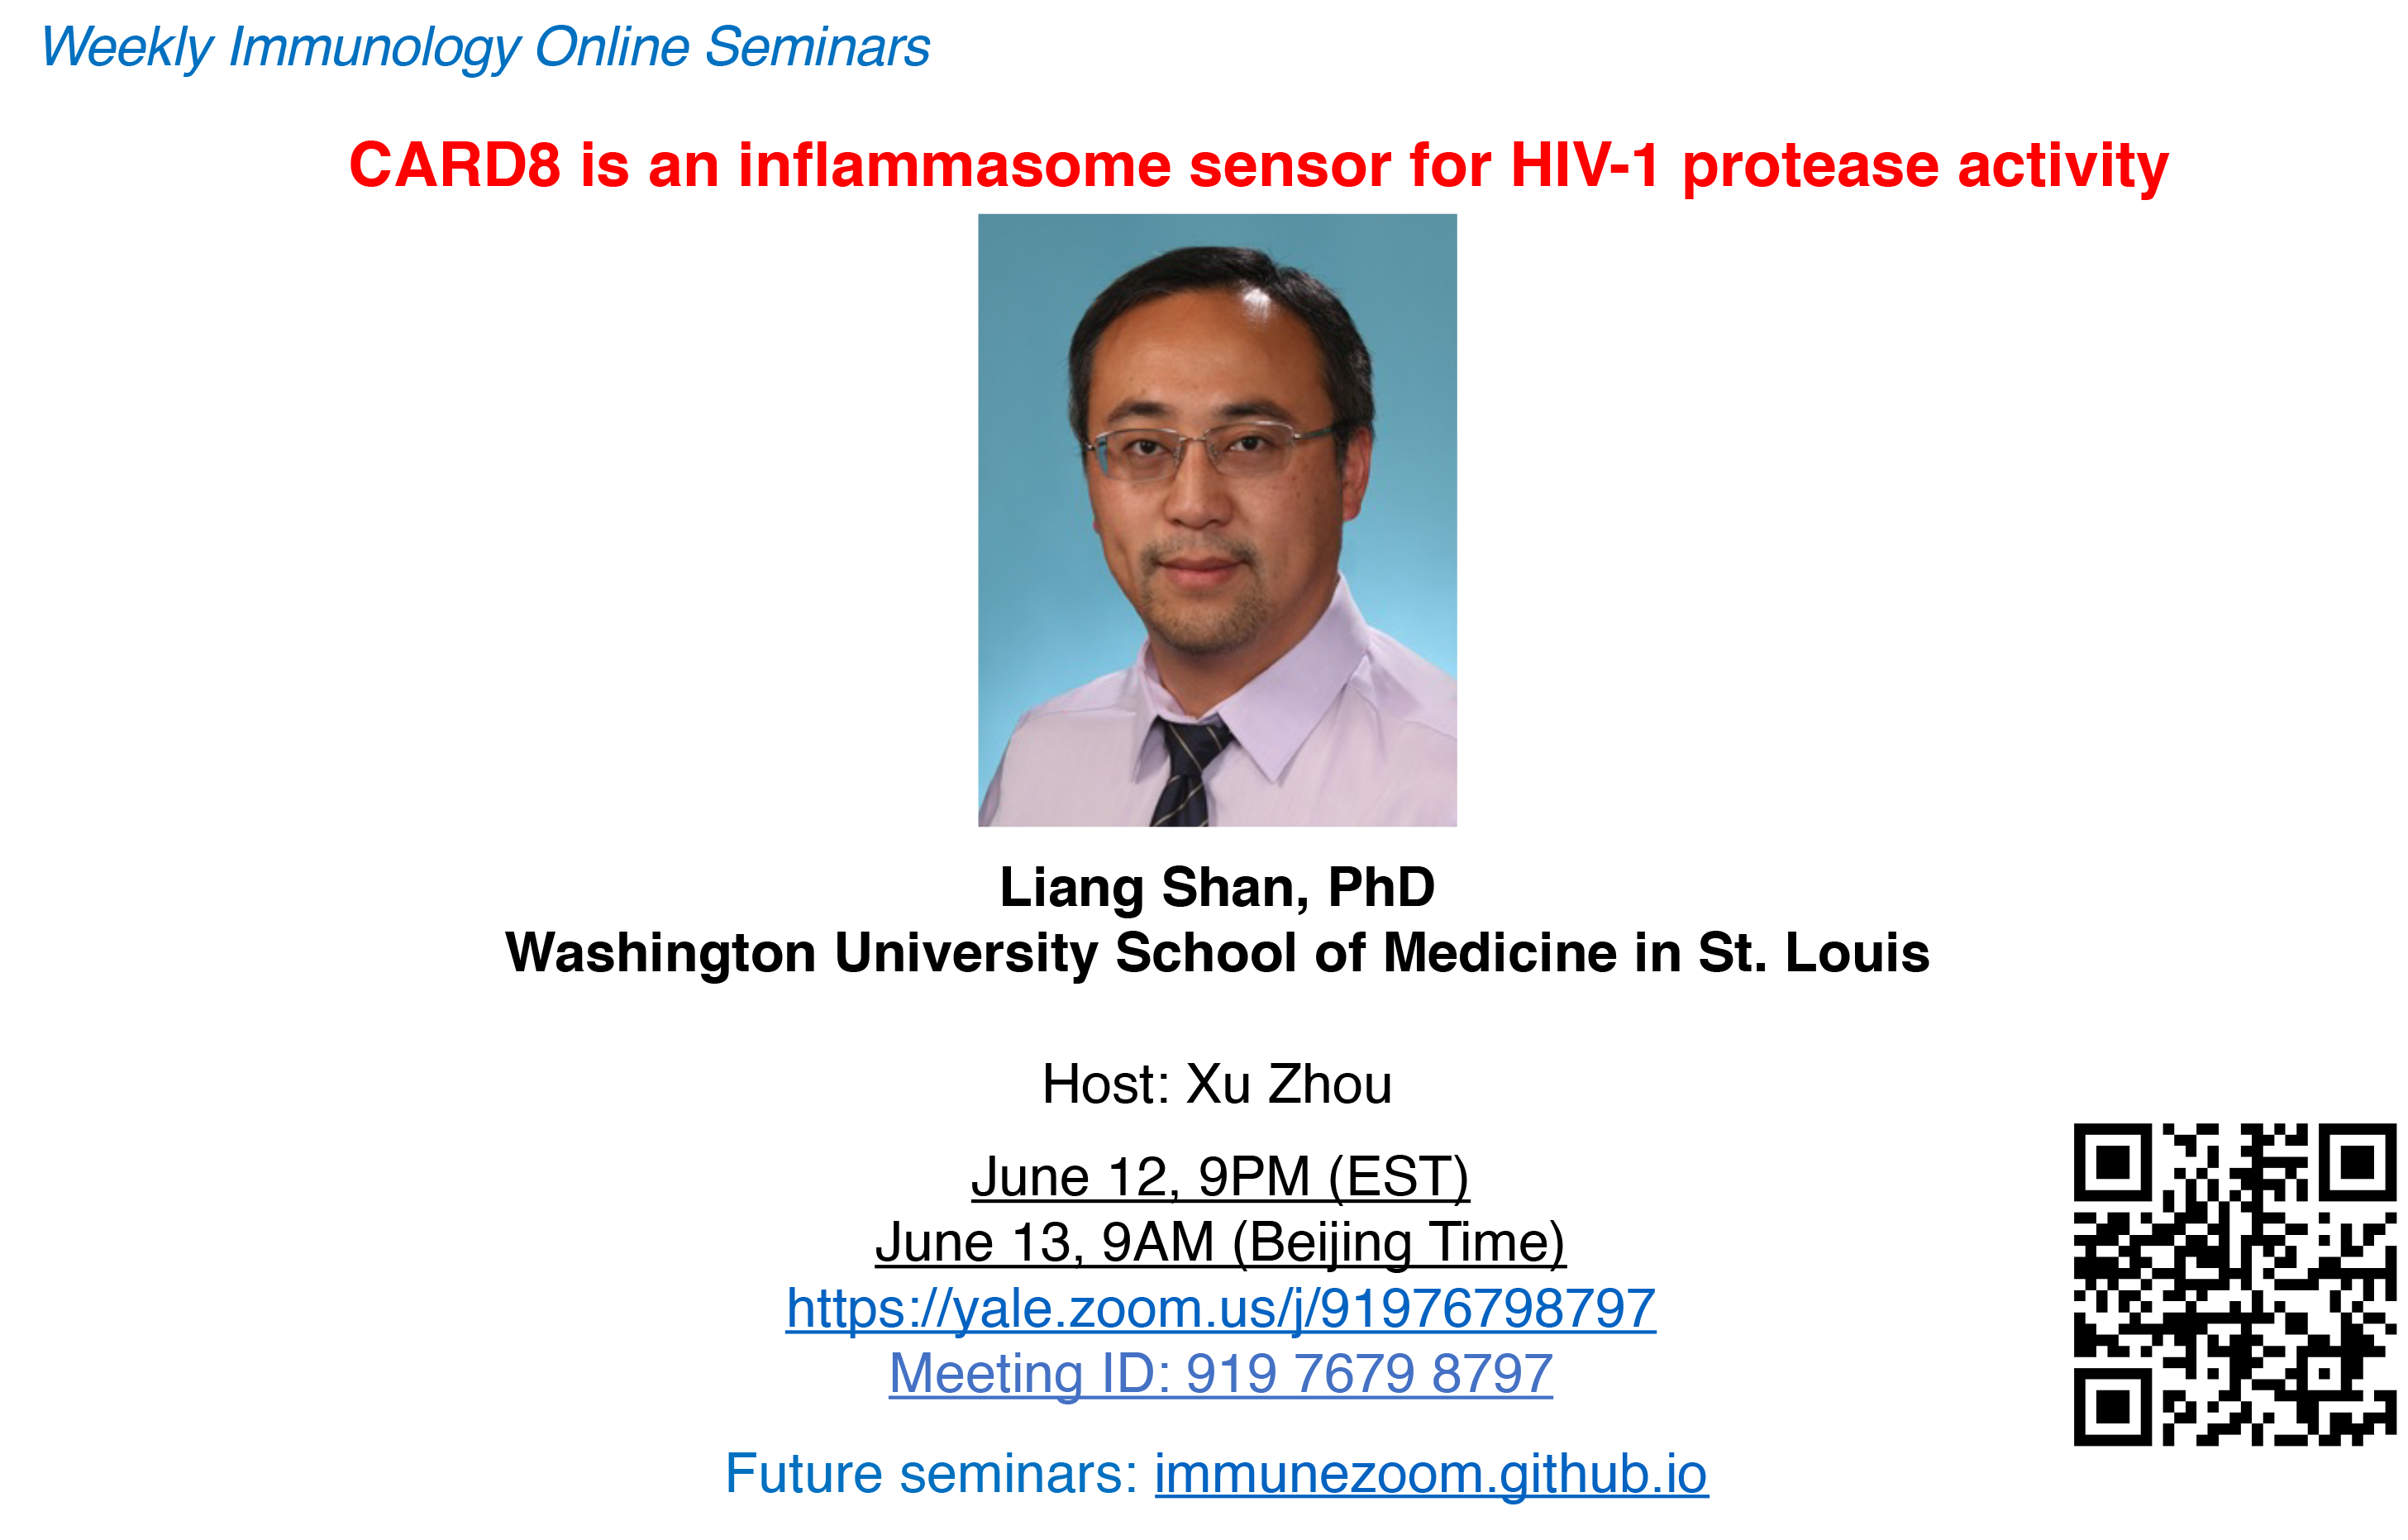 Weekly Immunology Online Seminars
CARD8 is an inflammasome sensor for HIV-1 protease activity
Liang Shan, PhD
Washington University School of Medicine in St. Louis
Host: Xu Zhou
June 12, 9PM (EST)
June 13, 9AM (Beijing Time)
https://yale.zoom.us/j/91976798797
Meeting ID: 919 7679 8797
Future seminars: immunezoom.github.io